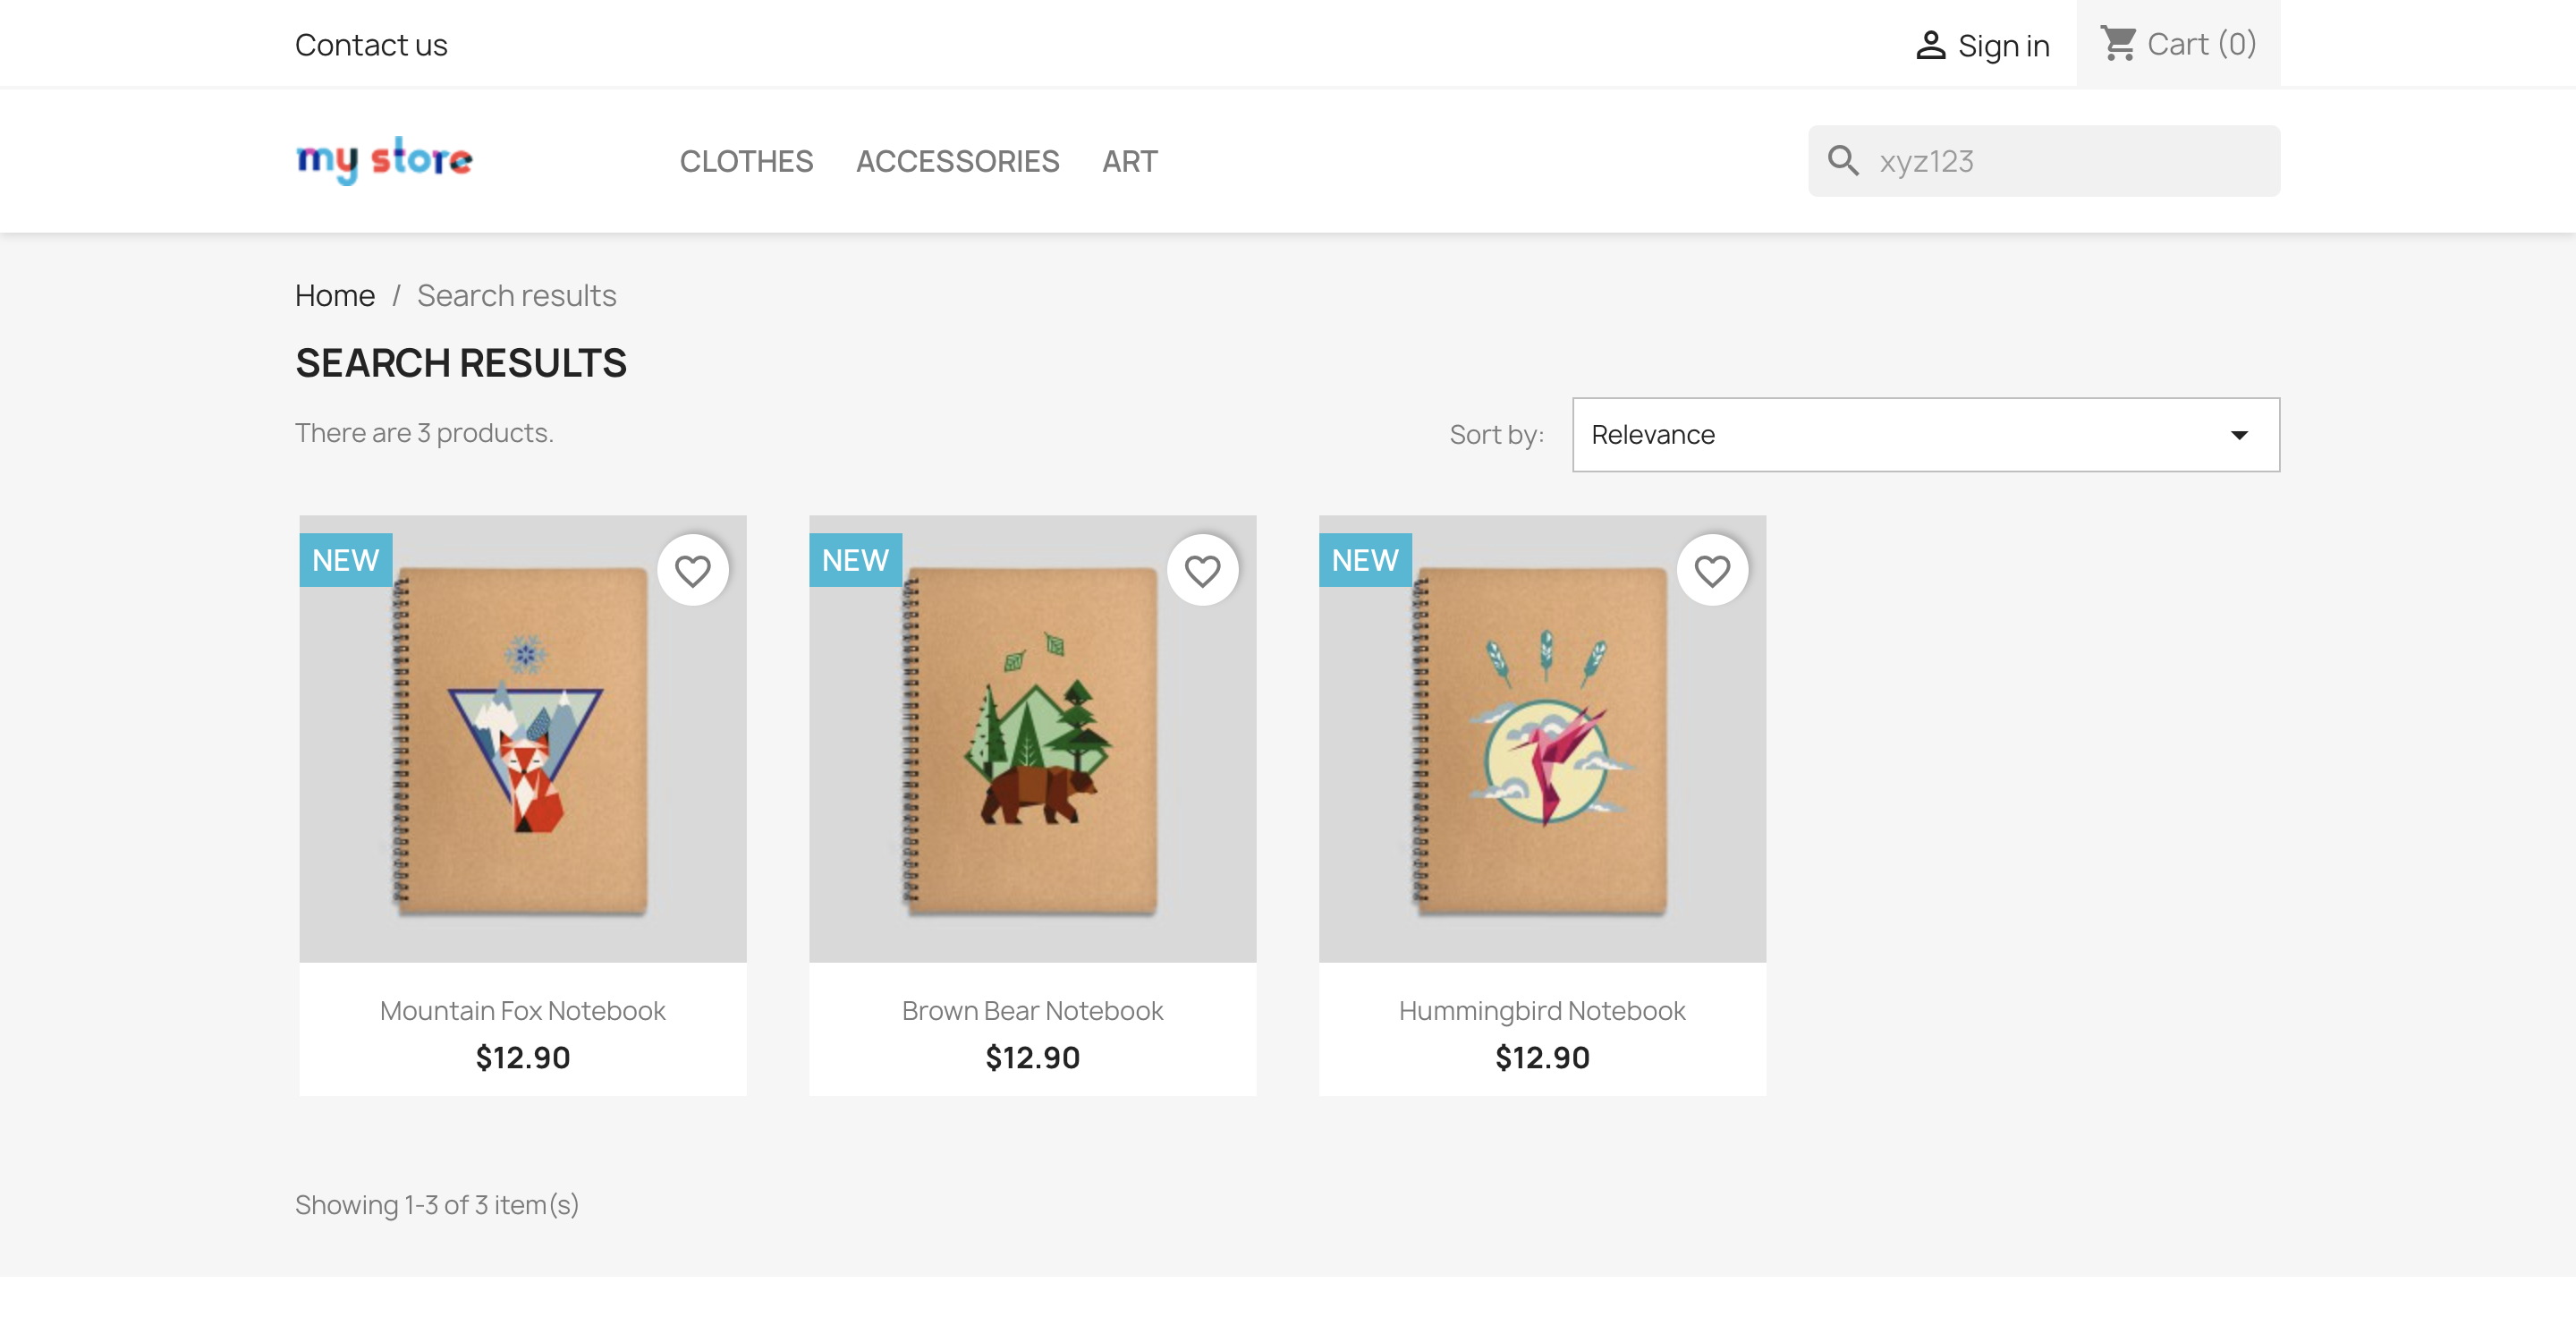 Contact us
Sign in
Cart (0)
my store
CLOTHES
ACCESSORIES
ART
xyz123
Home / Search results
SEARCH RESULTS
There are 3 products.
Sort by:
Relevance
NEW
NEW
NEW
Mountain Fox Notebook
$12.90
Brown Bear Notebook
$12.90
Hummingbird Notebook
$12.90
Showing 1-3 of 3 item(s)